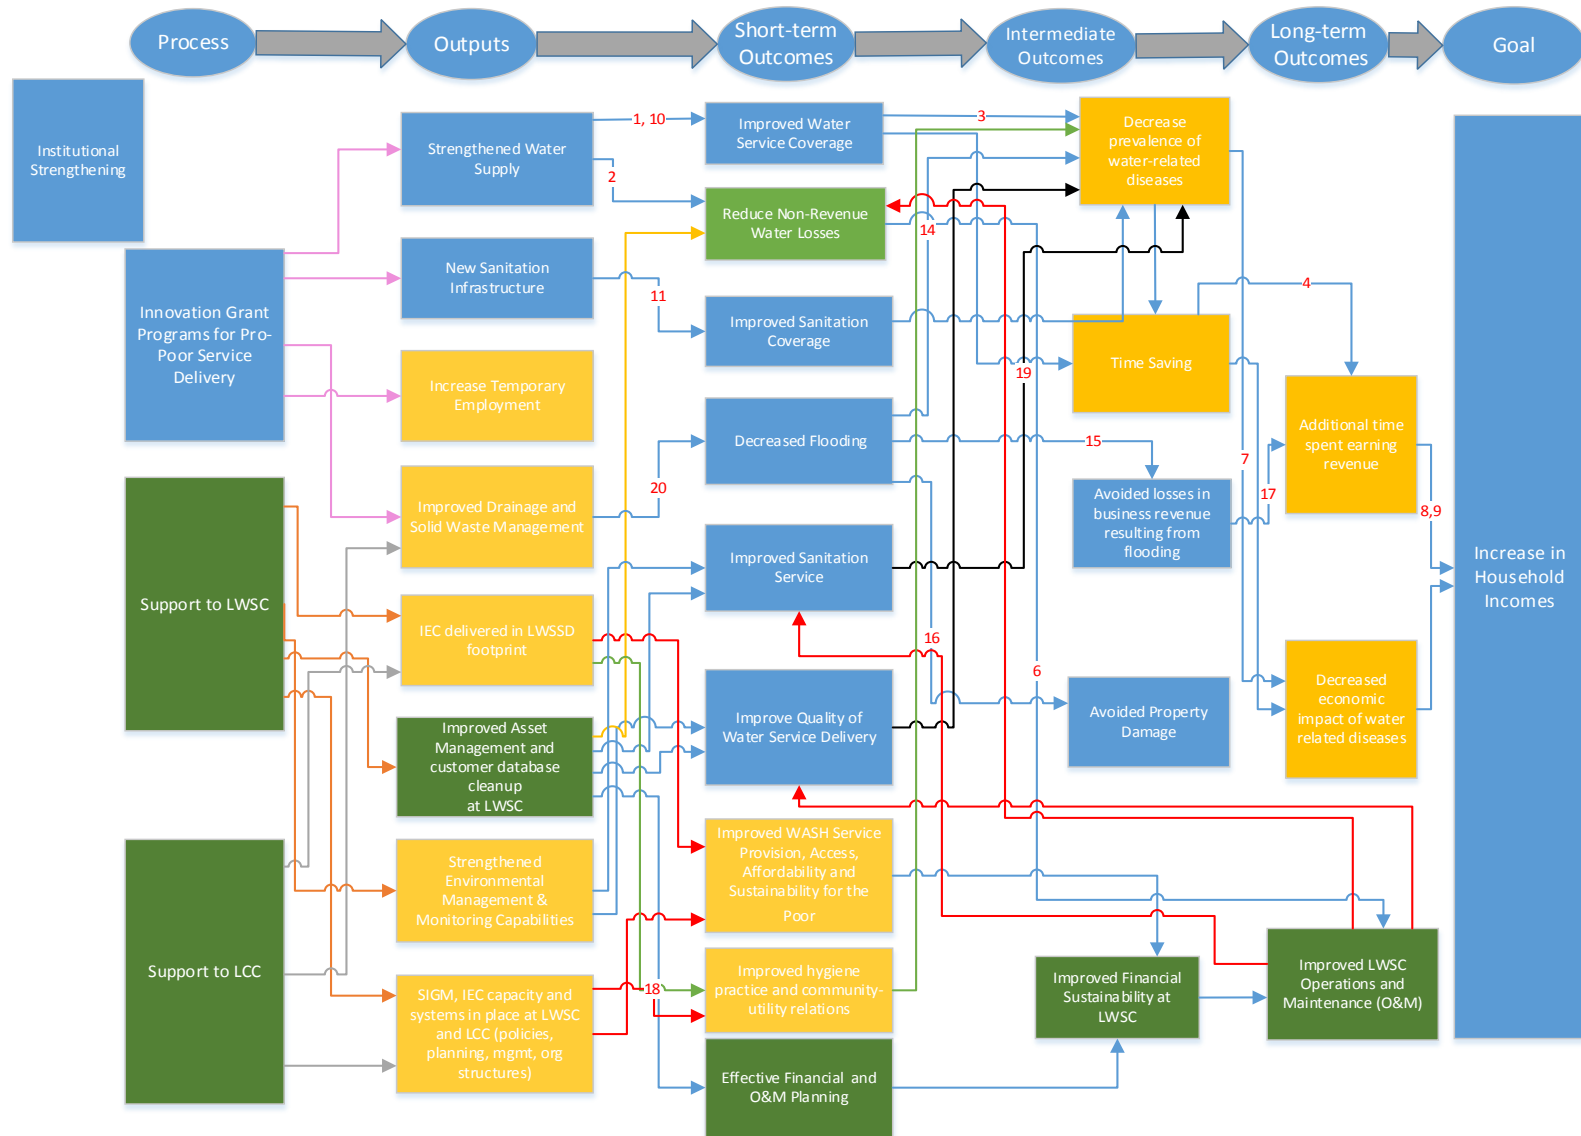 Process
Outputs
Short-term
Outcomes
Intermediate
Outcomes
Long-term
Outcomes
Goal
Institutional
Strengthening
Innovation Grant
Programs for Pro-
Poor Service
Delivery
Support to LWSC
Support to LCC
Strengthened Water
Supply
New Sanitation
Infrastructure
Increase Temporary
Employment
Improved Drainage and
Solid Waste Management
IEC delivered in LWSSD
footprint
Improved Asset
Management and
customer database
cleanup
at LWSC
Strengthened
Environmental
Management &
Monitoring Capabilities
SIGM, IEC capacity and
systems in place at LWSC
and LCC (policies,
planning, mgmt, org
structures)
1, 10
2
11
20
18
Improved Water
Service Coverage
Reduce Non-Revenue
Water Losses
Improved Sanitation
Coverage
Decreased Flooding
Improved Sanitation
Service
Improve Quality of
Water Service Delivery
Improved WASH Service
Provision, Access,
Affordability and
Sustainability for the
Poor
Improved hygiene
practice and community-
utility relations
Effective Financial and
O&M Planning
3
14
19
15
16
6
Decrease
prevalence of
water-related
diseases
Time Saving
Avoided losses in
business revenue
resulting from
flooding
Avoided Property
Damage
Improved Financial
Sustainability at
LWSC
4
7
17
Additional time
spent earning
revenue
Decreased
economic
impact of water
related diseases
Improved LWSC
Operations and
Maintenance (O&M)
8,9
Increase in
Household
Incomes